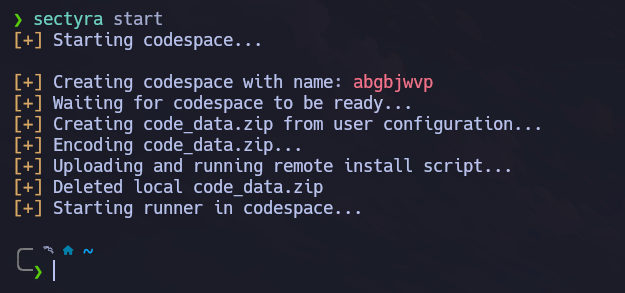 ❯ sectyra start
[+] Starting codespace...
[+] Creating codespace with name: abgbjwvp
[+] Waiting for codespace to be ready...
[+] Creating code_data.zip from user configuration...
[+] Encoding code_data.zip...
[+] Uploading and running remote install script...
[+] Deleted local code_data.zip
[+] Starting runner in codespace...
~
❯